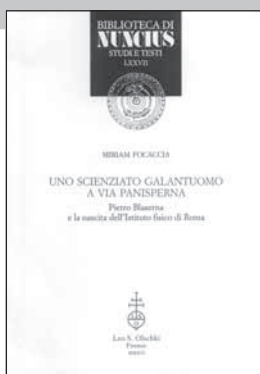 BIBLIOTECA DI
NUNCIUS
STUDI E TESTI
LXXVII
MIRIAM FOCACCIA
UNO SCIENZIATO GALANTUOMO
A VIA PANISPERNA
Pietro Blaserna
e la nascita dell'Istituto fisico di Roma
Leo S. Olschki
Firenze